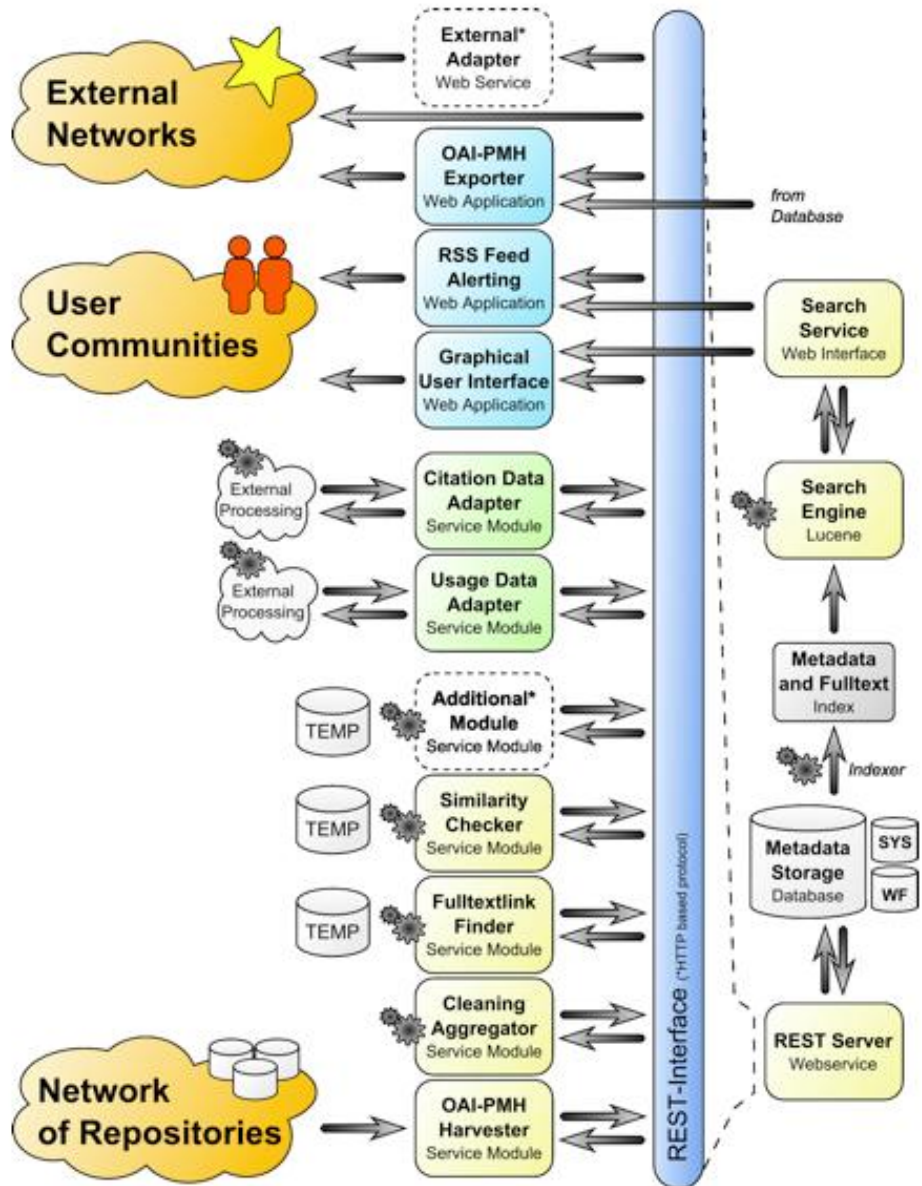 External*
Adapter
Web Service
External
Networks
OAI-PMH
Exporter
Web Application
from
Database
RSS Feed
Alerting
Web Application
User
Communities
Search
Service
Web Interface
Graphical
User Interface
Web Application
External
Processing
Citation Data
Adapter
Service Module
Search
Engine
Lucene
External
Processing
Usage Data
Adapter
Service Module
Metadata
and Fulltext
Index
TEMP
Additional*
Module
Service Module
Indexer
TEMP
Similarity
Checker
Service Module
Metadata
Storage
Database
SYS
WF
TEMP
Fulltextlink
Finder
Service Module
REST-Interface (*HTTP based protocol)
Cleaning
Aggregator
Service Module
REST Server
Webservice
Network
of Repositories
OAI-PMH
Harvester
Service Module